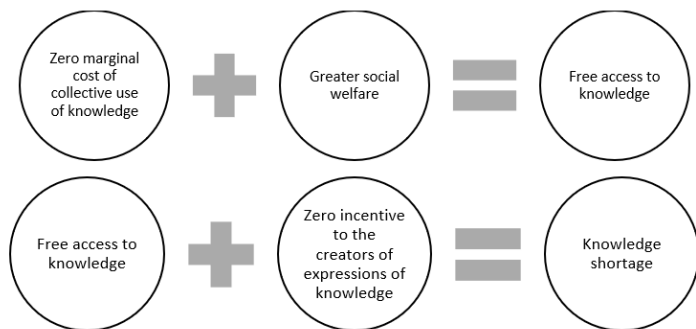 Zero marginal
cost of
collective use
of knowledge
Greater social
welfare
Free access to
knowledge
Free access to
knowledge
Zero incentive
to the
creators of
expressions of
knowledge
Knowledge
shortage